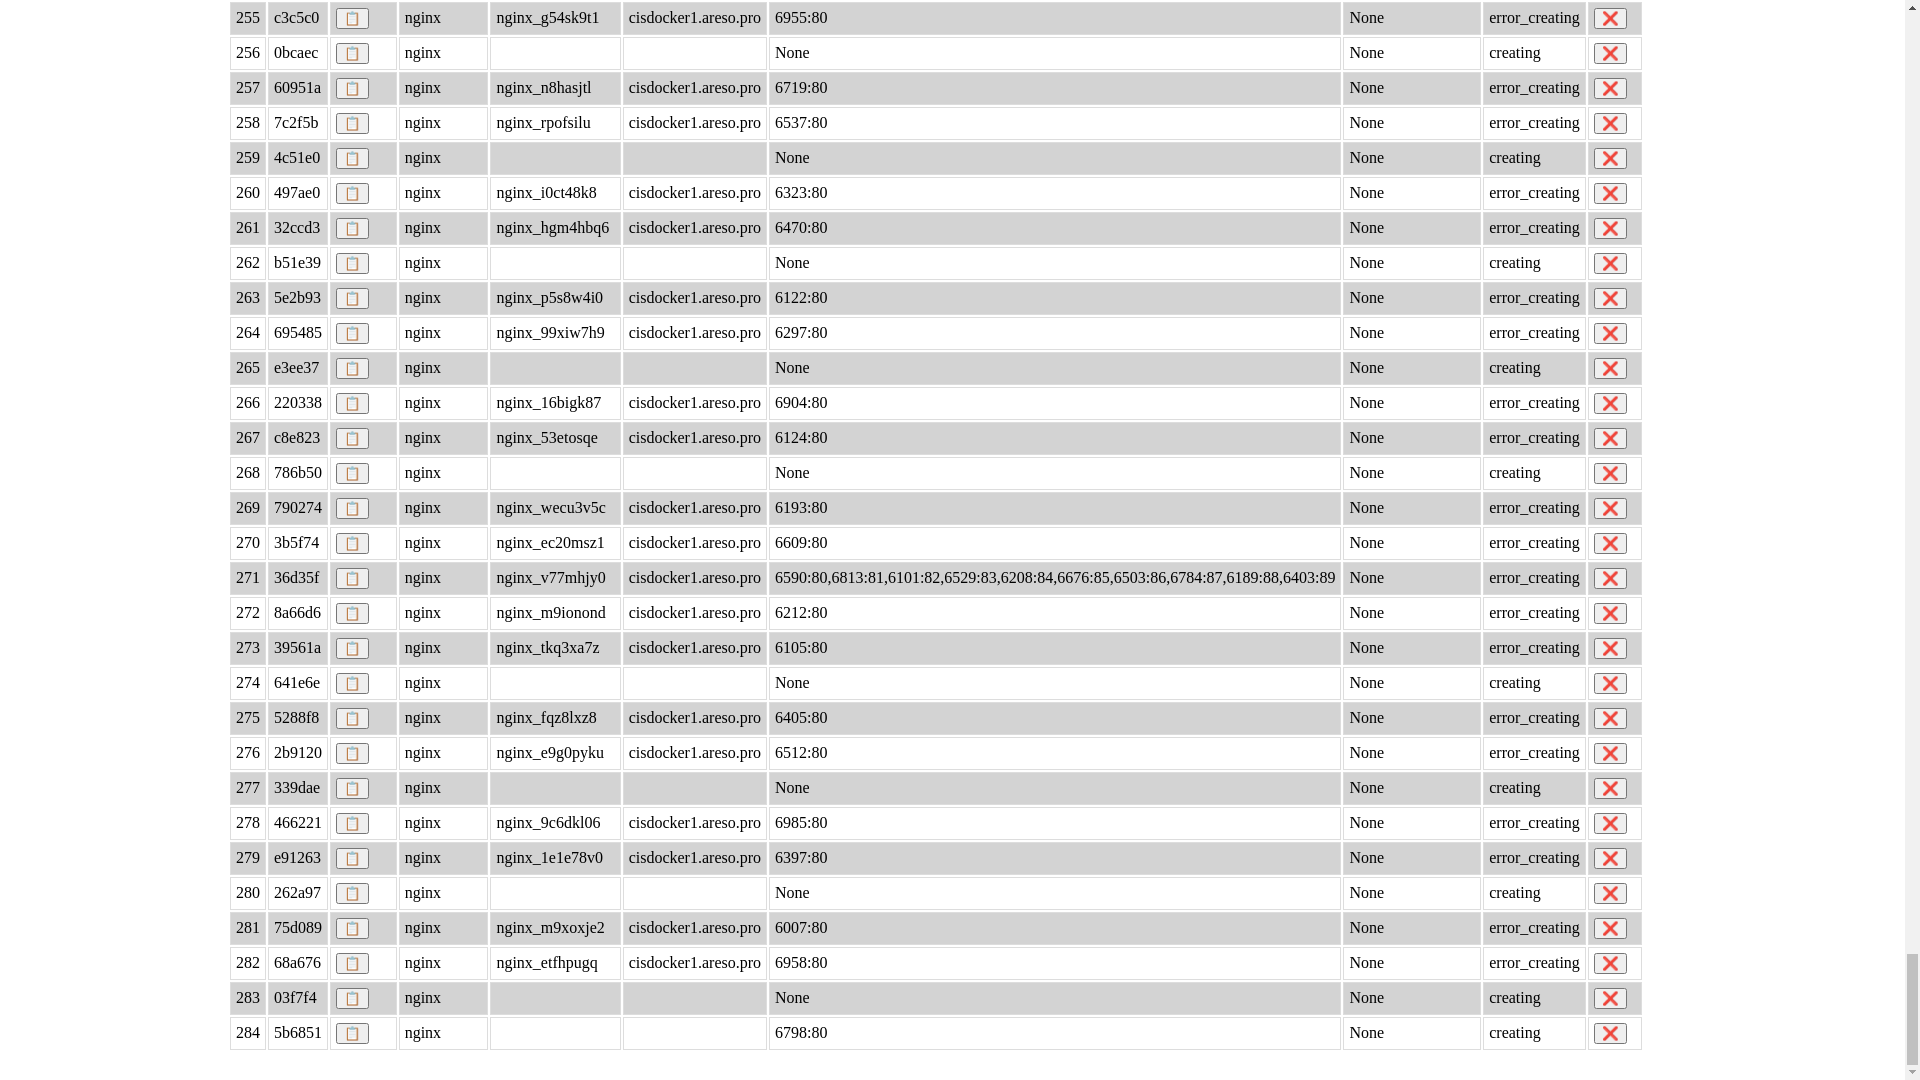 255 c3c5c0 nginx nginx_g54sk9t1 cisdocker1.areso.pro 6955:80 None error_creating
256 0bcaec nginx None None creating
257 60951a nginx nginx_n8hasjtl cisdocker1.areso.pro 6719:80 None error_creating
258 7c2f5b nginx nginx_rpofsilu cisdocker1.areso.pro 6537:80 None error_creating
259 4c51e0 nginx None None creating
260 497ae0 nginx nginx_i0ct48k8 cisdocker1.areso.pro 6323:80 None error_creating
261 32ccd3 nginx nginx_hgm4hbq6 cisdocker1.areso.pro 6470:80 None error_creating
262 b51e39 nginx None None creating
263 5e2b93 nginx nginx_p5s8w4i0 cisdocker1.areso.pro 6122:80 None error_creating
264 695485 nginx nginx_99xiw7h9 cisdocker1.areso.pro 6297:80 None error_creating
265 e3ee37 nginx None None creating
266 220338 nginx nginx_16bigk87 cisdocker1.areso.pro 6904:80 None error_creating
267 c8e823 nginx nginx_53etosqe cisdocker1.areso.pro 6124:80 None error_creating
268 786b50 nginx None None creating
269 790274 nginx nginx_wecu3v5c cisdocker1.areso.pro 6193:80 None error_creating
270 3b5f74 nginx nginx_ec20msz1 cisdocker1.areso.pro 6609:80 None error_creating
271 36d35f nginx nginx_v77mhjy0 cisdocker1.areso.pro 6590:80,6813:81,6101:82,6529:83,6208:84,6676:85,6503:86,6784:87,6189:88,6403:89 None error_creating
272 8a66d6 nginx nginx_m9ionond cisdocker1.areso.pro 6212:80 None error_creating
273 39561a nginx nginx_tkq3xa7z cisdocker1.areso.pro 6105:80 None error_creating
274 641e6e nginx None None creating
275 5288f8 nginx nginx_fqz8lxz8 cisdocker1.areso.pro 6405:80 None error_creating
276 2b9120 nginx nginx_e9g0pyku cisdocker1.areso.pro 6512:80 None error_creating
277 339dae nginx None None creating
278 466221 nginx nginx_9c6dkl06 cisdocker1.areso.pro 6985:80 None error_creating
279 e91263 nginx nginx_1e1e78v0 cisdocker1.areso.pro 6397:80 None error_creating
280 262a97 nginx None None creating
281 75d089 nginx nginx_m9xoxje2 cisdocker1.areso.pro 6007:80 None error_creating
282 68a676 nginx nginx_etfhpugq cisdocker1.areso.pro 6958:80 None error_creating
283 03f7f4 nginx None None creating
284 5b6851 nginx 6798:80 None creating